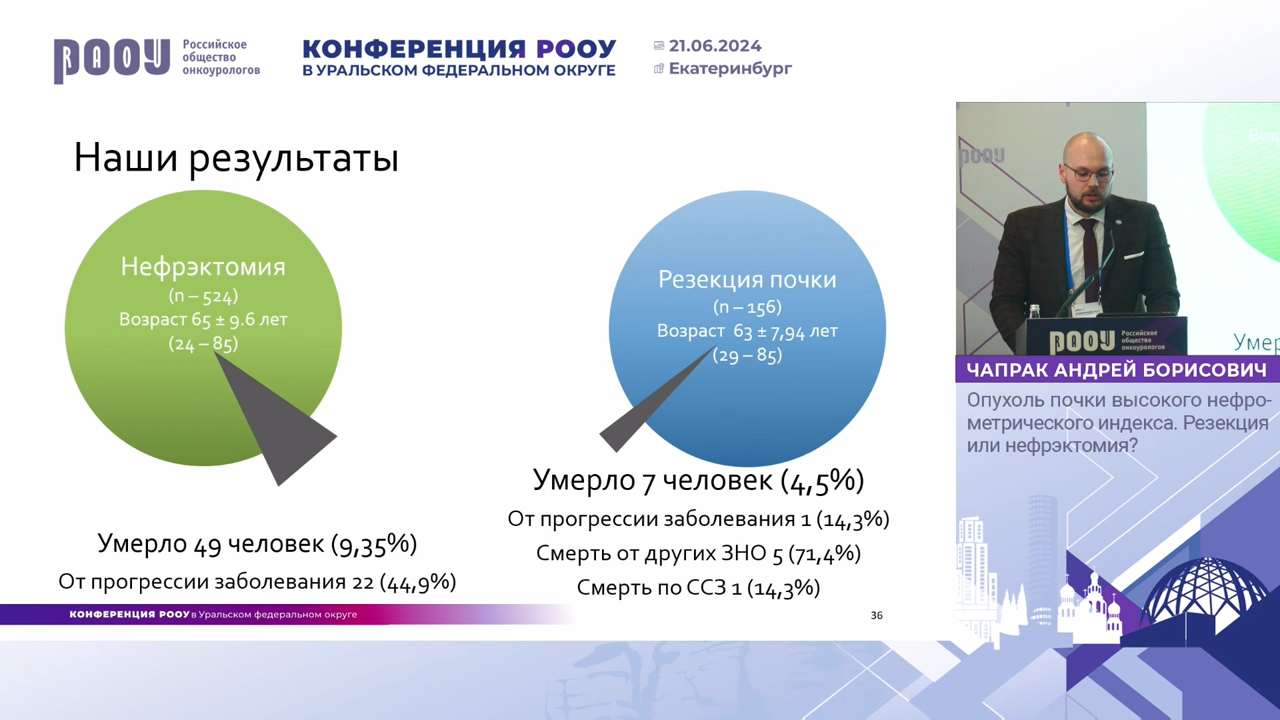 РООУ
Российское
общество
онкоурологов
КОНФЕРЕНЦИЯ РООУ
В УРАЛЬСКОМ ФЕДЕРАЛЬНОМ ОКРУГЕ
21.06.2024
Екатеринбург
Наши результаты
Нефрэктомия
(n – 524)
Возраст 65 ± 9.6 лет
(24 – 85)
Умерло 49 человек (9,35%)
От прогрессии заболевания 22 (44,9%)
Резекция почки
(n – 156)
Возраст 63 ± 7,94 лет
(29 – 85)
Умерло 7 человек (4,5%)
От прогрессии заболевания 1 (14,3%)
Смерть от других ЗНО 5 (71,4%)
Смерть по ССЗ 1 (14,3%)
КОНФЕРЕНЦИЯ РООУ в Уральском федеральном округе
36
РООУ
Умер
РООУ
Российское
общество
онкоурологов
ЧАПРАК АНДРЕЙ БОРИСОВИЧ
Опухоль почки высокого нефро-
метрического индекса. Резекция
или нефрэктомия?